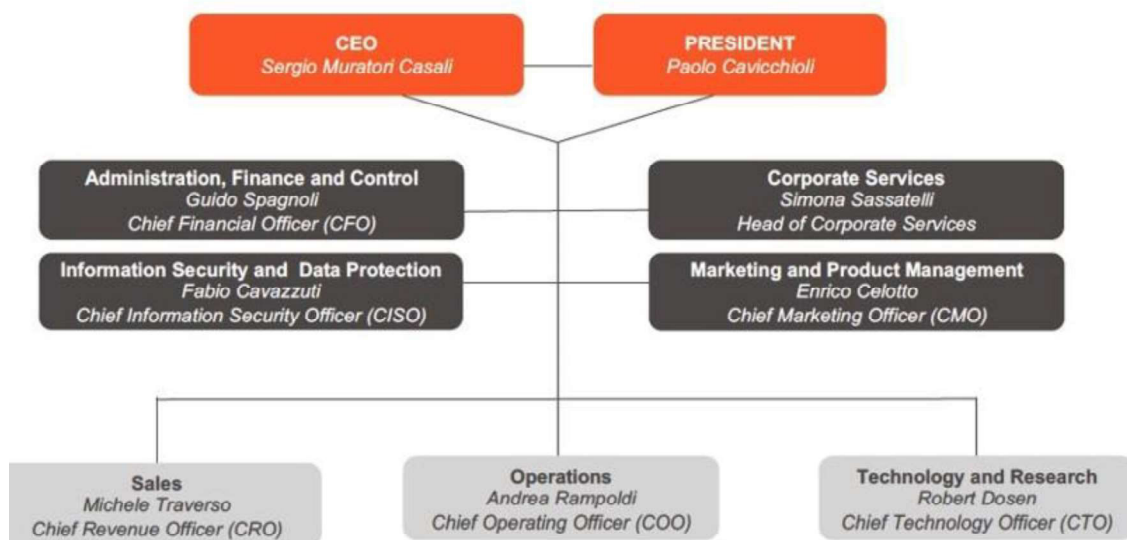 CEO
Sergio Muratori Casali
PRESIDENT
Paolo Cavicchioli
Administration, Finance and Control
Guido Spagnoli
Chief Financial Officer (CFO)
Corporate Services
Simona Sassatelli
Head of Corporate Services
Information Security and Data Protection
Fabio Cavazzuti
Chief Information Security Officer (CISO)
Marketing and Product Management
Enrico Celotto
Chief Marketing Officer (CMO)
Sales
Michele Traverso
Chief Revenue Officer (CRO)
Operations
Andrea Rampoldi
Chief Operating Officer (COO)
Technology and Research
Robert Dosen
Chief Technology Officer (CTO)